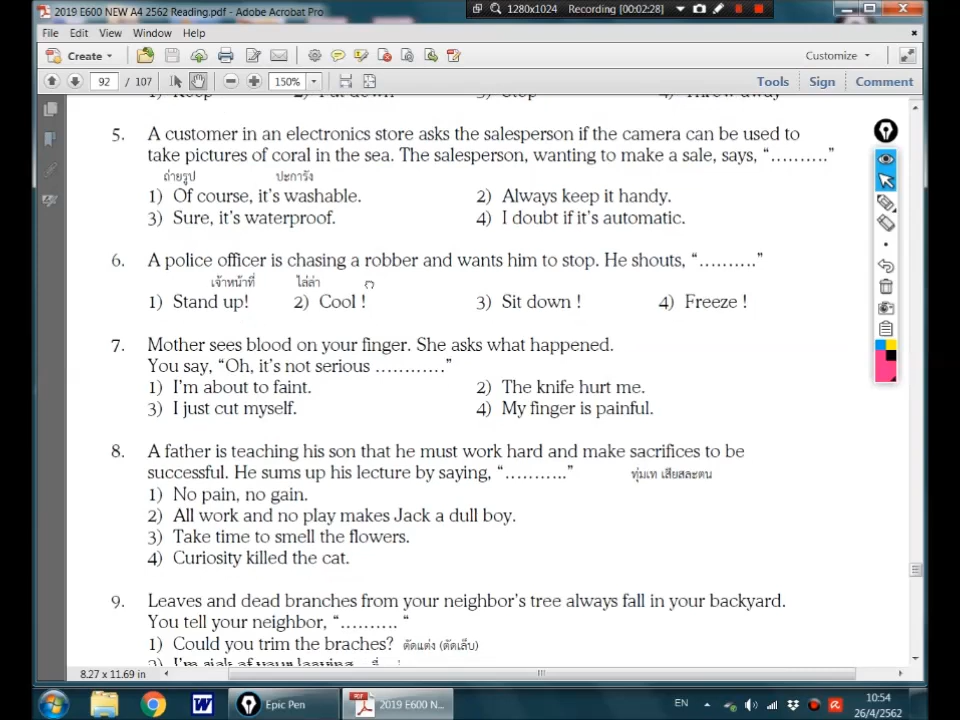 2019 E600 NEW A4 2562 Reading.pdf - Adobe Acrobat Pro
1280x1024 Recording [00:02:28]
File Edit View Window Help
Create Customize
92 / 107 150% Tools Sign Comment
5. A customer in an electronics store asks the salesperson if the camera can be used to
take pictures of coral in the sea. The salesperson, wanting to make a sale, says, “……….”
ถ่ายรูป ปะการัง
1) Of course, it's washable. 2) Always keep it handy.
3) Sure, it's waterproof. 4) I doubt if it's automatic.
6. A police officer is chasing a robber and wants him to stop. He shouts, “……….”
เจ้าหน้าที่ ไล่ล่า
1) Stand up! 2) Cool ! 3) Sit down ! 4) Freeze !
7. Mother sees blood on your finger. She asks what happened.
You say, “Oh, it's not serious …………”
1) I'm about to faint. 2) The knife hurt me.
3) I just cut myself. 4) My finger is painful.
8. A father is teaching his son that he must work hard and make sacrifices to be
successful. He sums up his lecture by saying, “………..” ทุ่มเท เสียสละตน
1) No pain, no gain.
2) All work and no play makes Jack a dull boy.
3) Take time to smell the flowers.
4) Curiosity killed the cat.
9. Leaves and dead branches from your neighbor's tree always fall in your backyard.
You tell your neighbor, “………. “
1) Could you trim the braches? ตัดแต่ง (ตัดเล็บ)
2) I'm sick of your leaving
8.27 x 11.69 in
Epic Pen 2019 E600 N... EN 10:54
26/4/2562